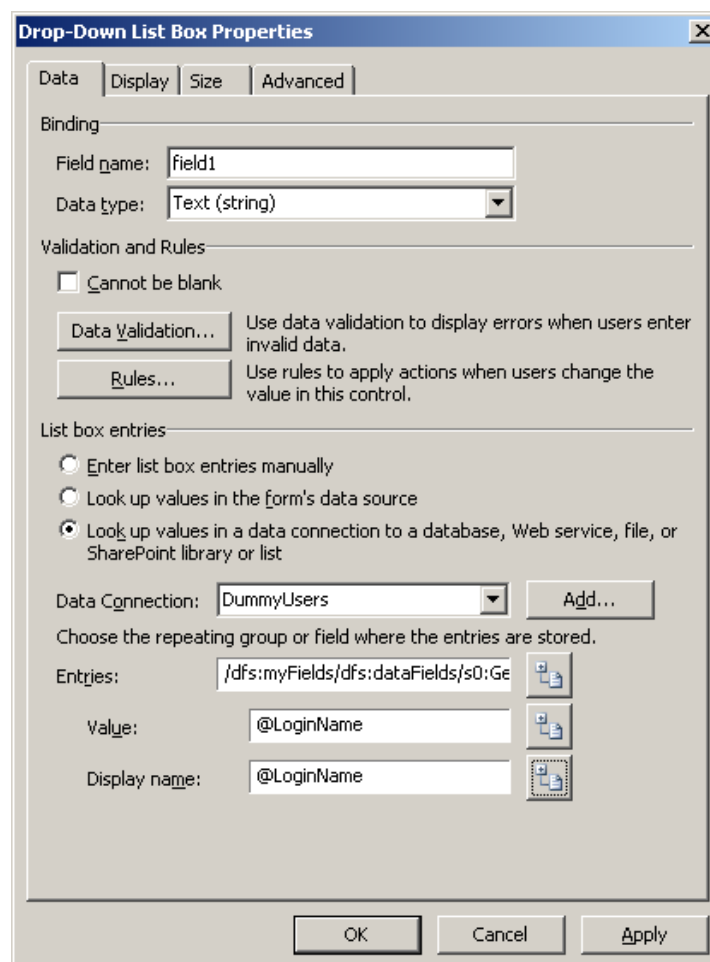 Drop-Down List Box Properties
Data Display Size Advanced
Binding
Field name: field1
Data type: Text (string)
Validation and Rules
Cannot be blank
Data Validation... Use data validation to display errors when users enter
invalid data.
Rules... Use rules to apply actions when users change the
value in this control.
List box entries
Enter list box entries manually
Look up values in the form's data source
Look up values in a data connection to a database, Web service, file, or
SharePoint library or list
Data Connection: DummyUsers Add...
Choose the repeating group or field where the entries are stored.
Entries: /dfs:myFields/dfs:dataFields/s0:Ge
Value: @LoginName
Display name: @LoginName
OK Cancel Apply